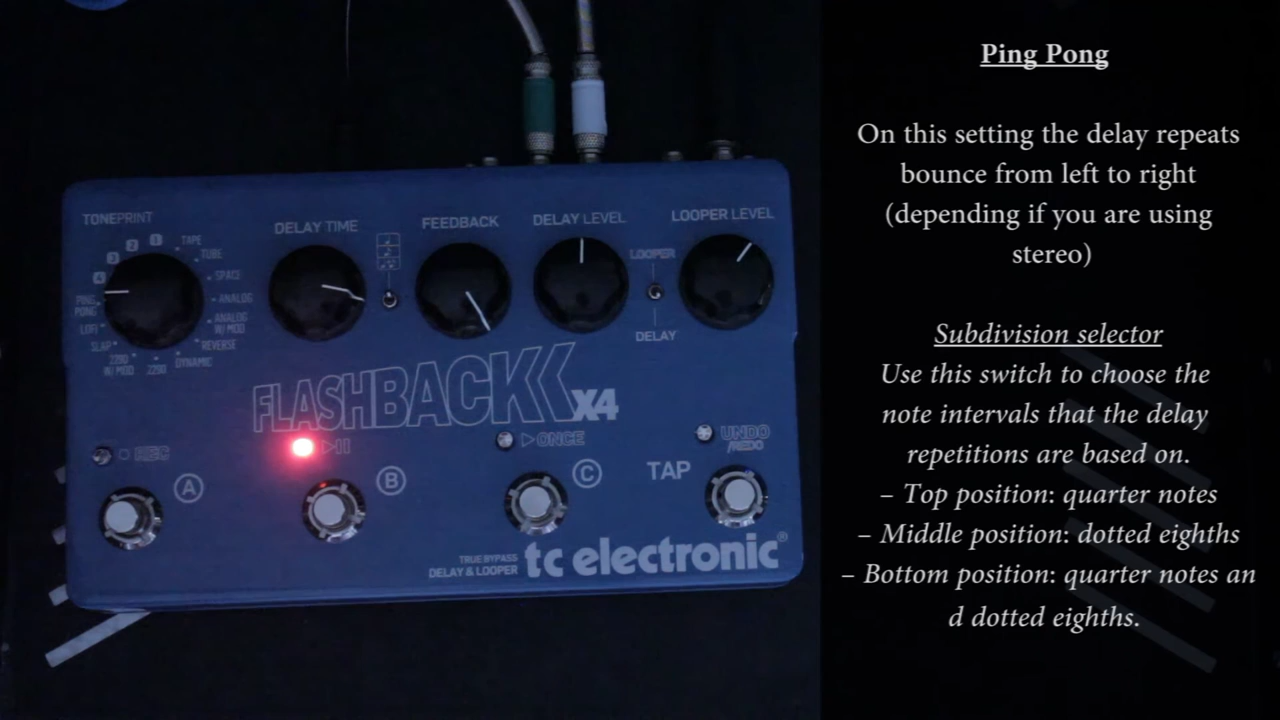 Ping Pong
On this setting the delay repeats
bounce from left to right
(depending if you are using
stereo)
Subdivision selector
Use this switch to choose the
note intervals that the delay
repetitions are based on.
– Top position: quarter notes
– Middle position: dotted eighths
– Bottom position: quarter notes an
d dotted eighths.
TONEPRINT
DELAY TIME
FEEDBACK
DELAY LEVEL
LOOPER LEVEL
1
2
3
4
TAPE
TUBE
SPACE
ANALOG
ANALOG
W/ MOD
REVERSE
DYNAMIC
2290
2290
W/ MOD
SLAP
LOFI
PING
PONG
LOOPER
DELAY
FLASHBACK X4
REC
ONCE
UNDO
/REDO
A
B
C
TAP
TRUE BYPASS
DELAY & LOOPER
tc electronic®